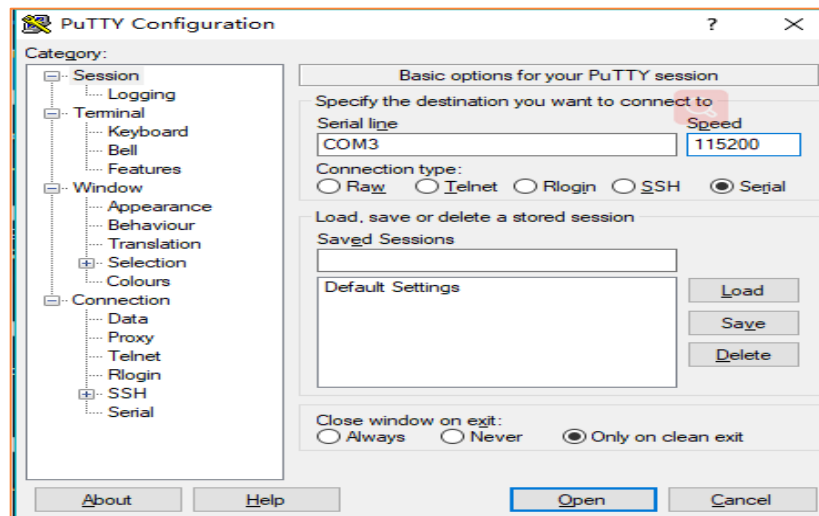 PuTTY Configuration
?
Category:
Session
Logging
Terminal
Keyboard
Bell
Features
Window
Appearance
Behaviour
Translation
Selection
Colours
Connection
Data
Proxy
Telnet
Rlogin
SSH
Serial
Basic options for your PuTTY session
Specify the destination you want to connect to
Serial line Speed
COM3 115200
Connection type:
Raw Telnet Rlogin SSH Serial
Load, save or delete a stored session
Saved Sessions
Default Settings
Load
Save
Delete
Close window on exit:
Always Never Only on clean exit
About Help Open Cancel